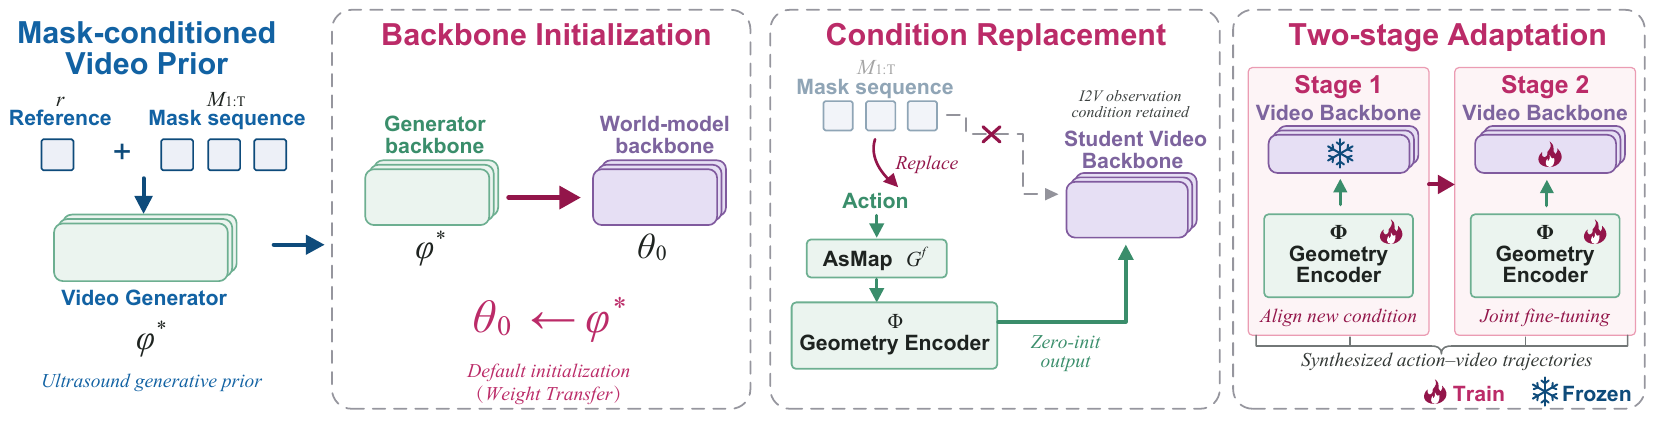 Mask-conditioned
Video Prior
r
Reference
+
M1:T
Mask sequence
Video Generator
φ*
Ultrasound generative prior
Backbone Initialization
Generator
backbone
φ*
World-model
backbone
θ0
θ0 ← φ*
Default initialization
(Weight Transfer)
Condition Replacement
M1:T
Mask sequence
Replace
I2V observation
condition retained
Student Video
Backbone
Action
AsMap Gf
Φ
Geometry Encoder
Zero-init
output
Two-stage Adaptation
Stage 1
Video Backbone
Φ
Geometry
Encoder
Align new condition
Stage 2
Video Backbone
Φ
Geometry
Encoder
Joint fine-tuning
Synthesized action–video trajectories
Train
Frozen